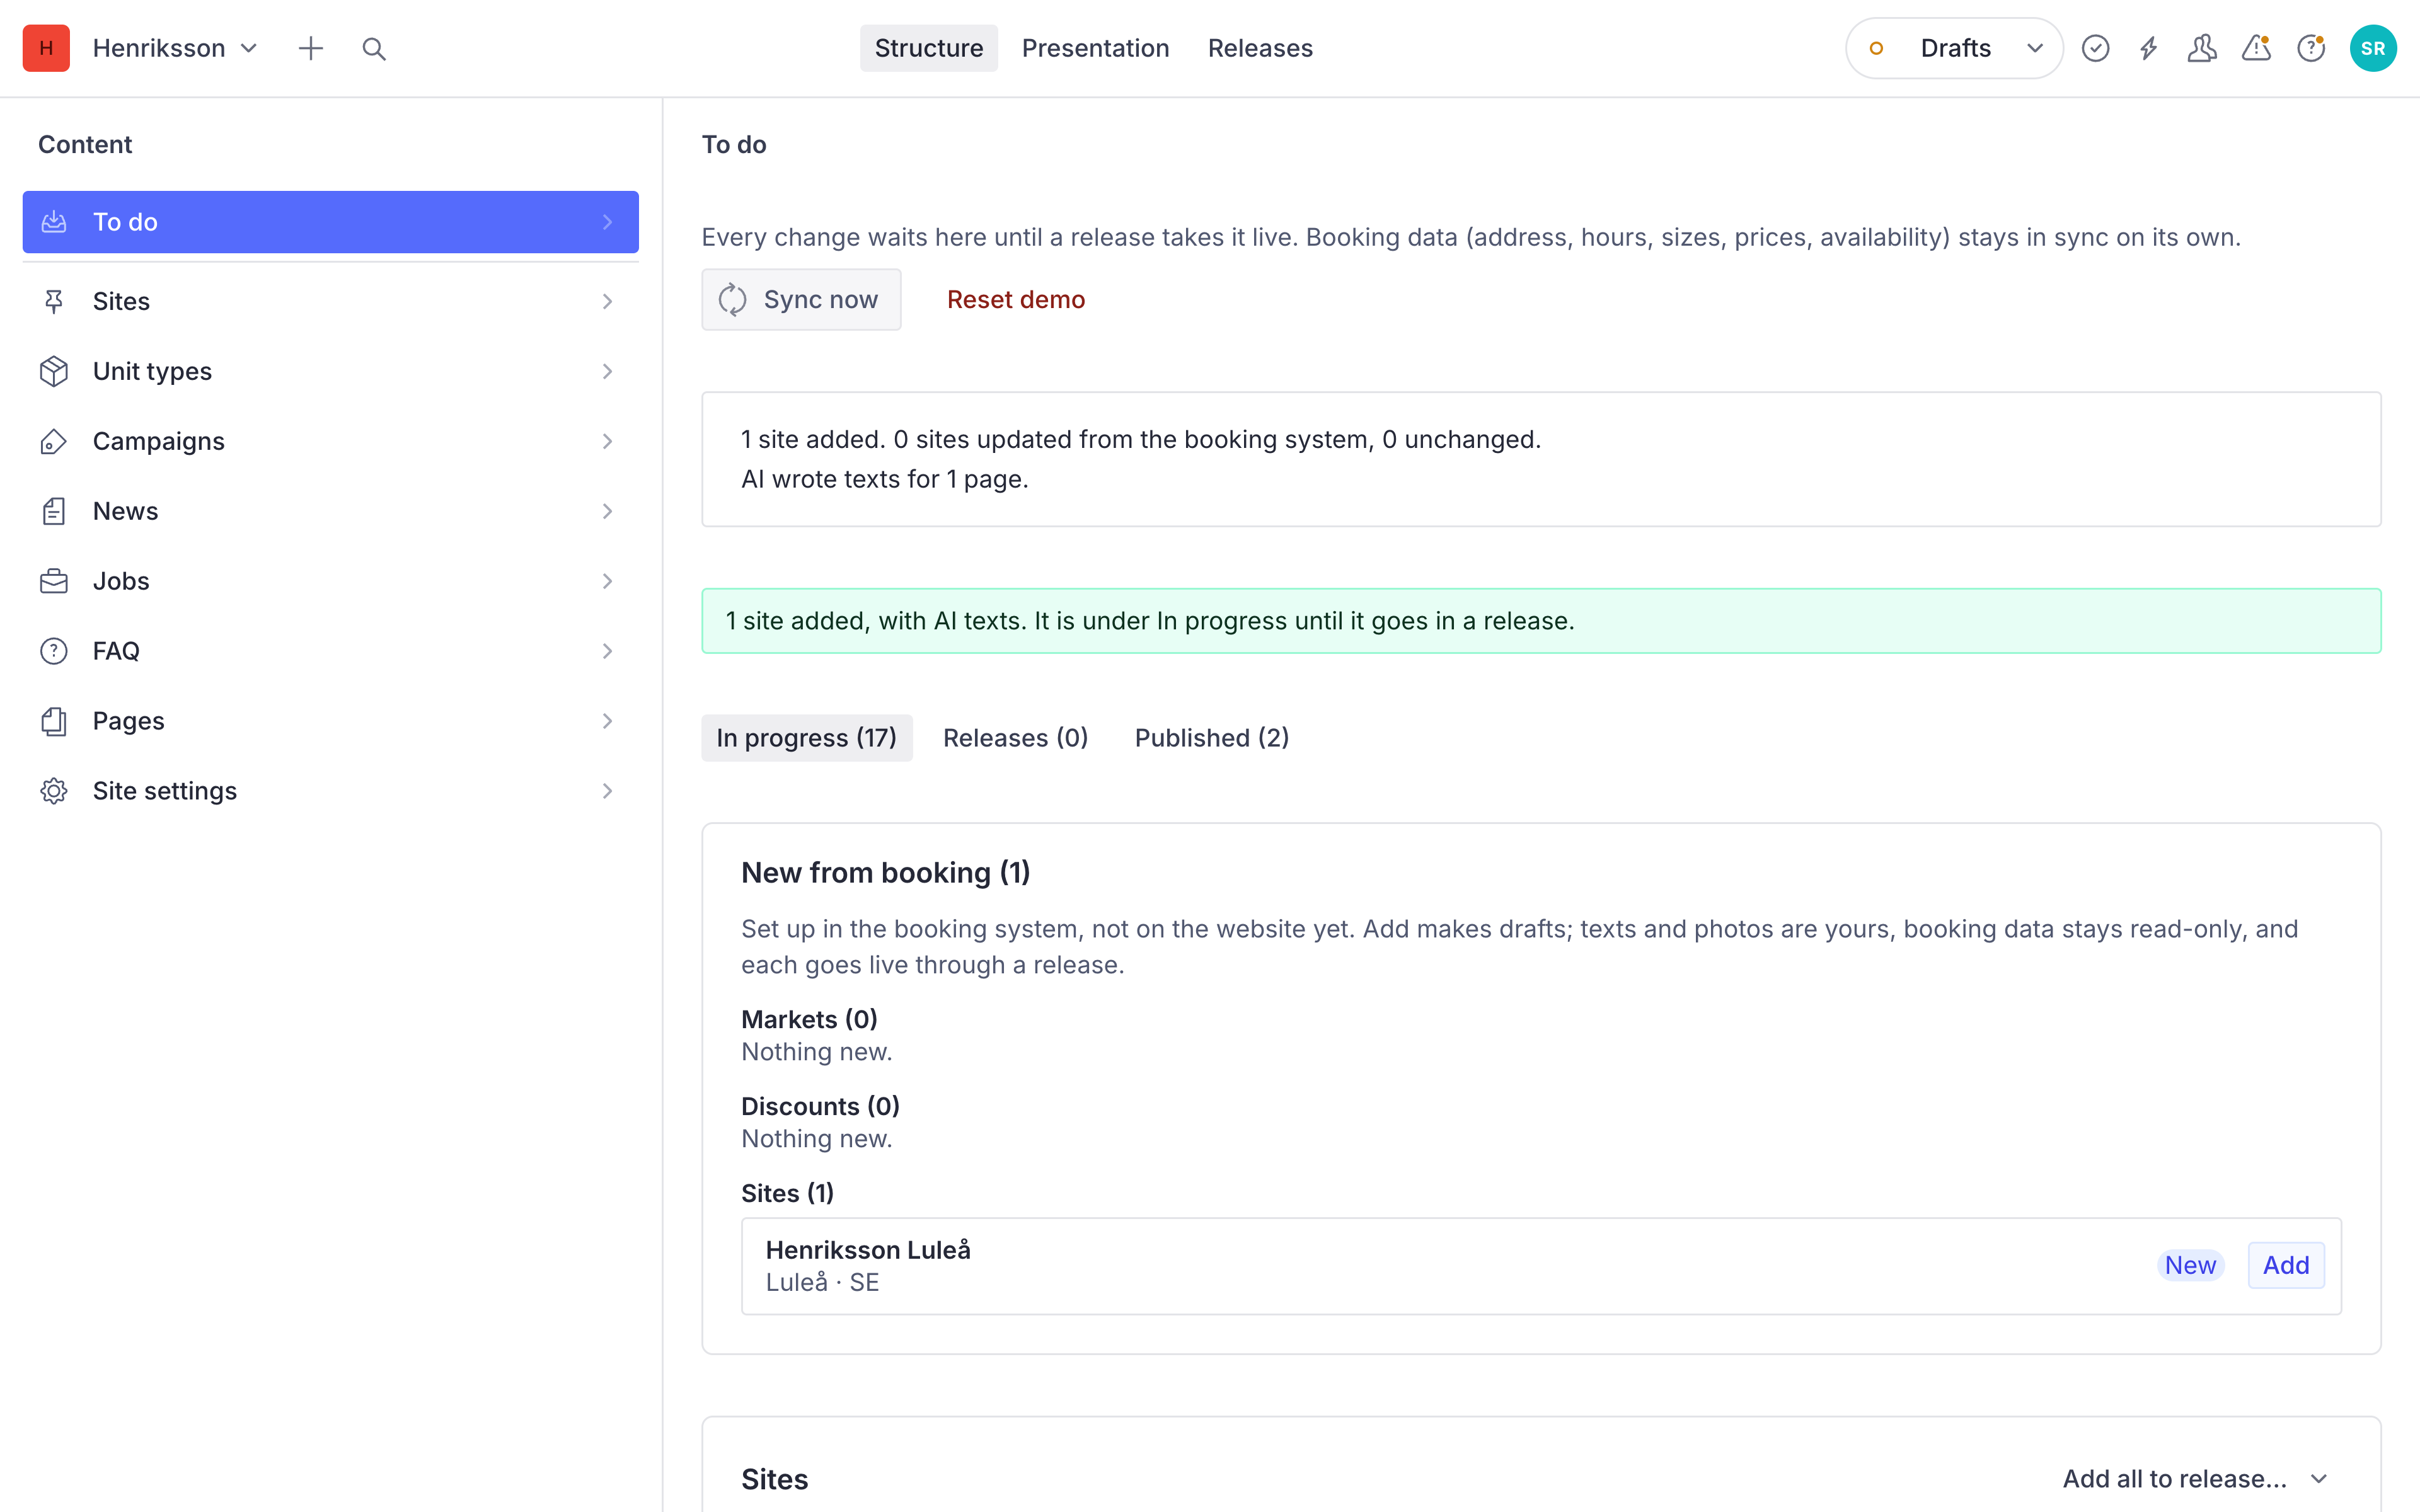 H Henriksson
Structure Presentation Releases
Drafts
SR
Content
To do
Sites
Unit types
Campaigns
News
Jobs
FAQ
Pages
Site settings
To do
Every change waits here until a release takes it live. Booking data (address, hours, sizes, prices, availability) stays in sync on its own.
Sync now Reset demo
1 site added. 0 sites updated from the booking system, 0 unchanged.
AI wrote texts for 1 page.
1 site added, with AI texts. It is under In progress until it goes in a release.
In progress (17) Releases (0) Published (2)
New from booking (1)
Set up in the booking system, not on the website yet. Add makes drafts; texts and photos are yours, booking data stays read-only, and
each goes live through a release.
Markets (0)
Nothing new.
Discounts (0)
Nothing new.
Sites (1)
Henriksson Luleå
Luleå · SE
New Add
Sites
Add all to release...